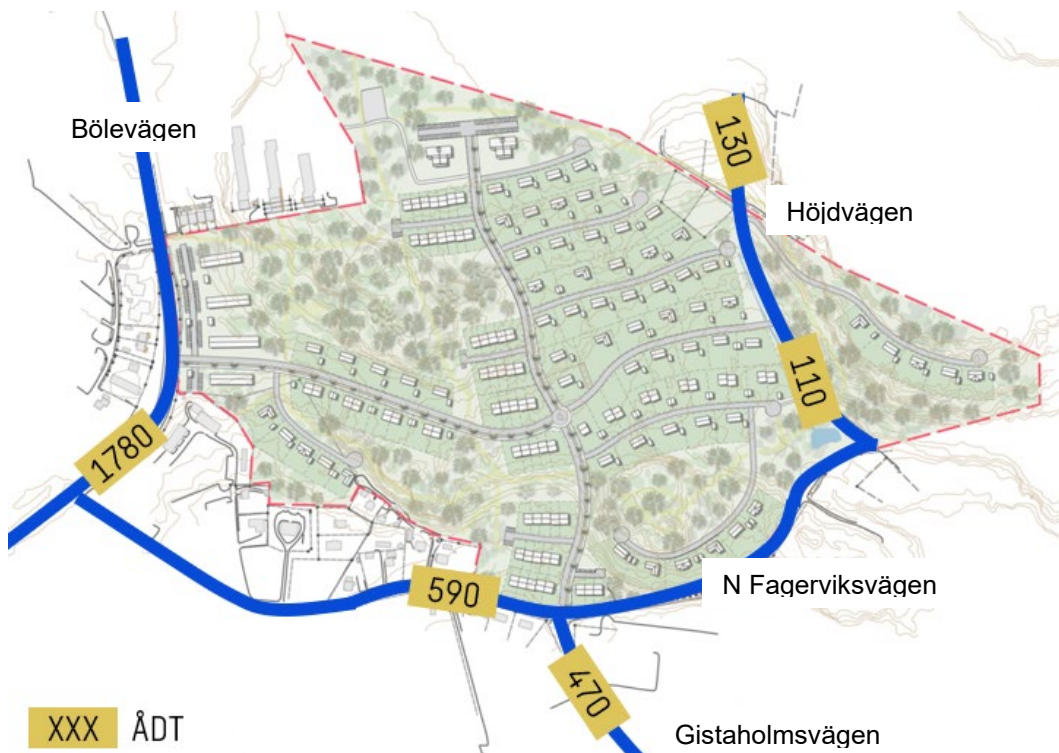 Bölevägen
130
Höjdvägen
110
1780
590
N Fagerviksvägen
470
XXX ÅDT
Gistaholmsvägen